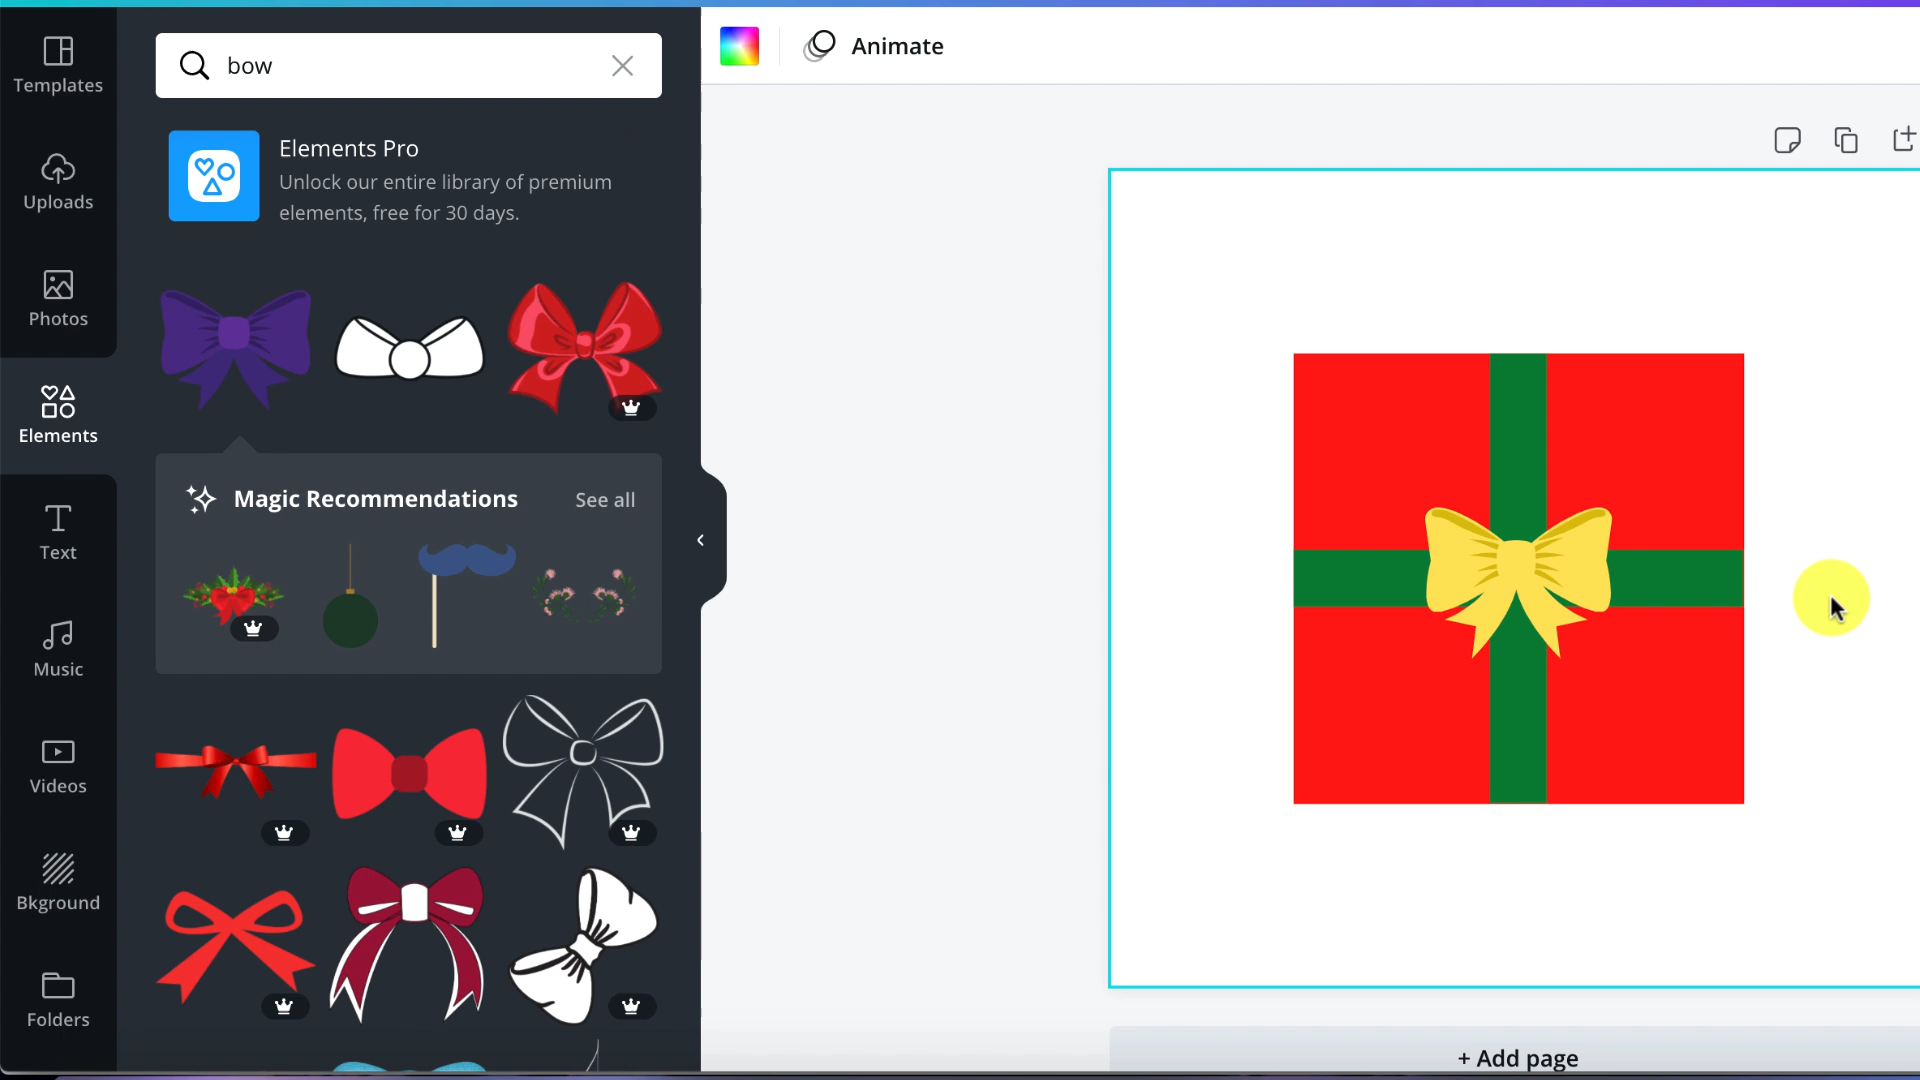 Templates
Uploads
Photos
Elements
Text
Music
Videos
Bkground
Folders
bow
Elements Pro
Unlock our entire library of premium
elements, free for 30 days.
Magic Recommendations
See all
Animate
+ Add page